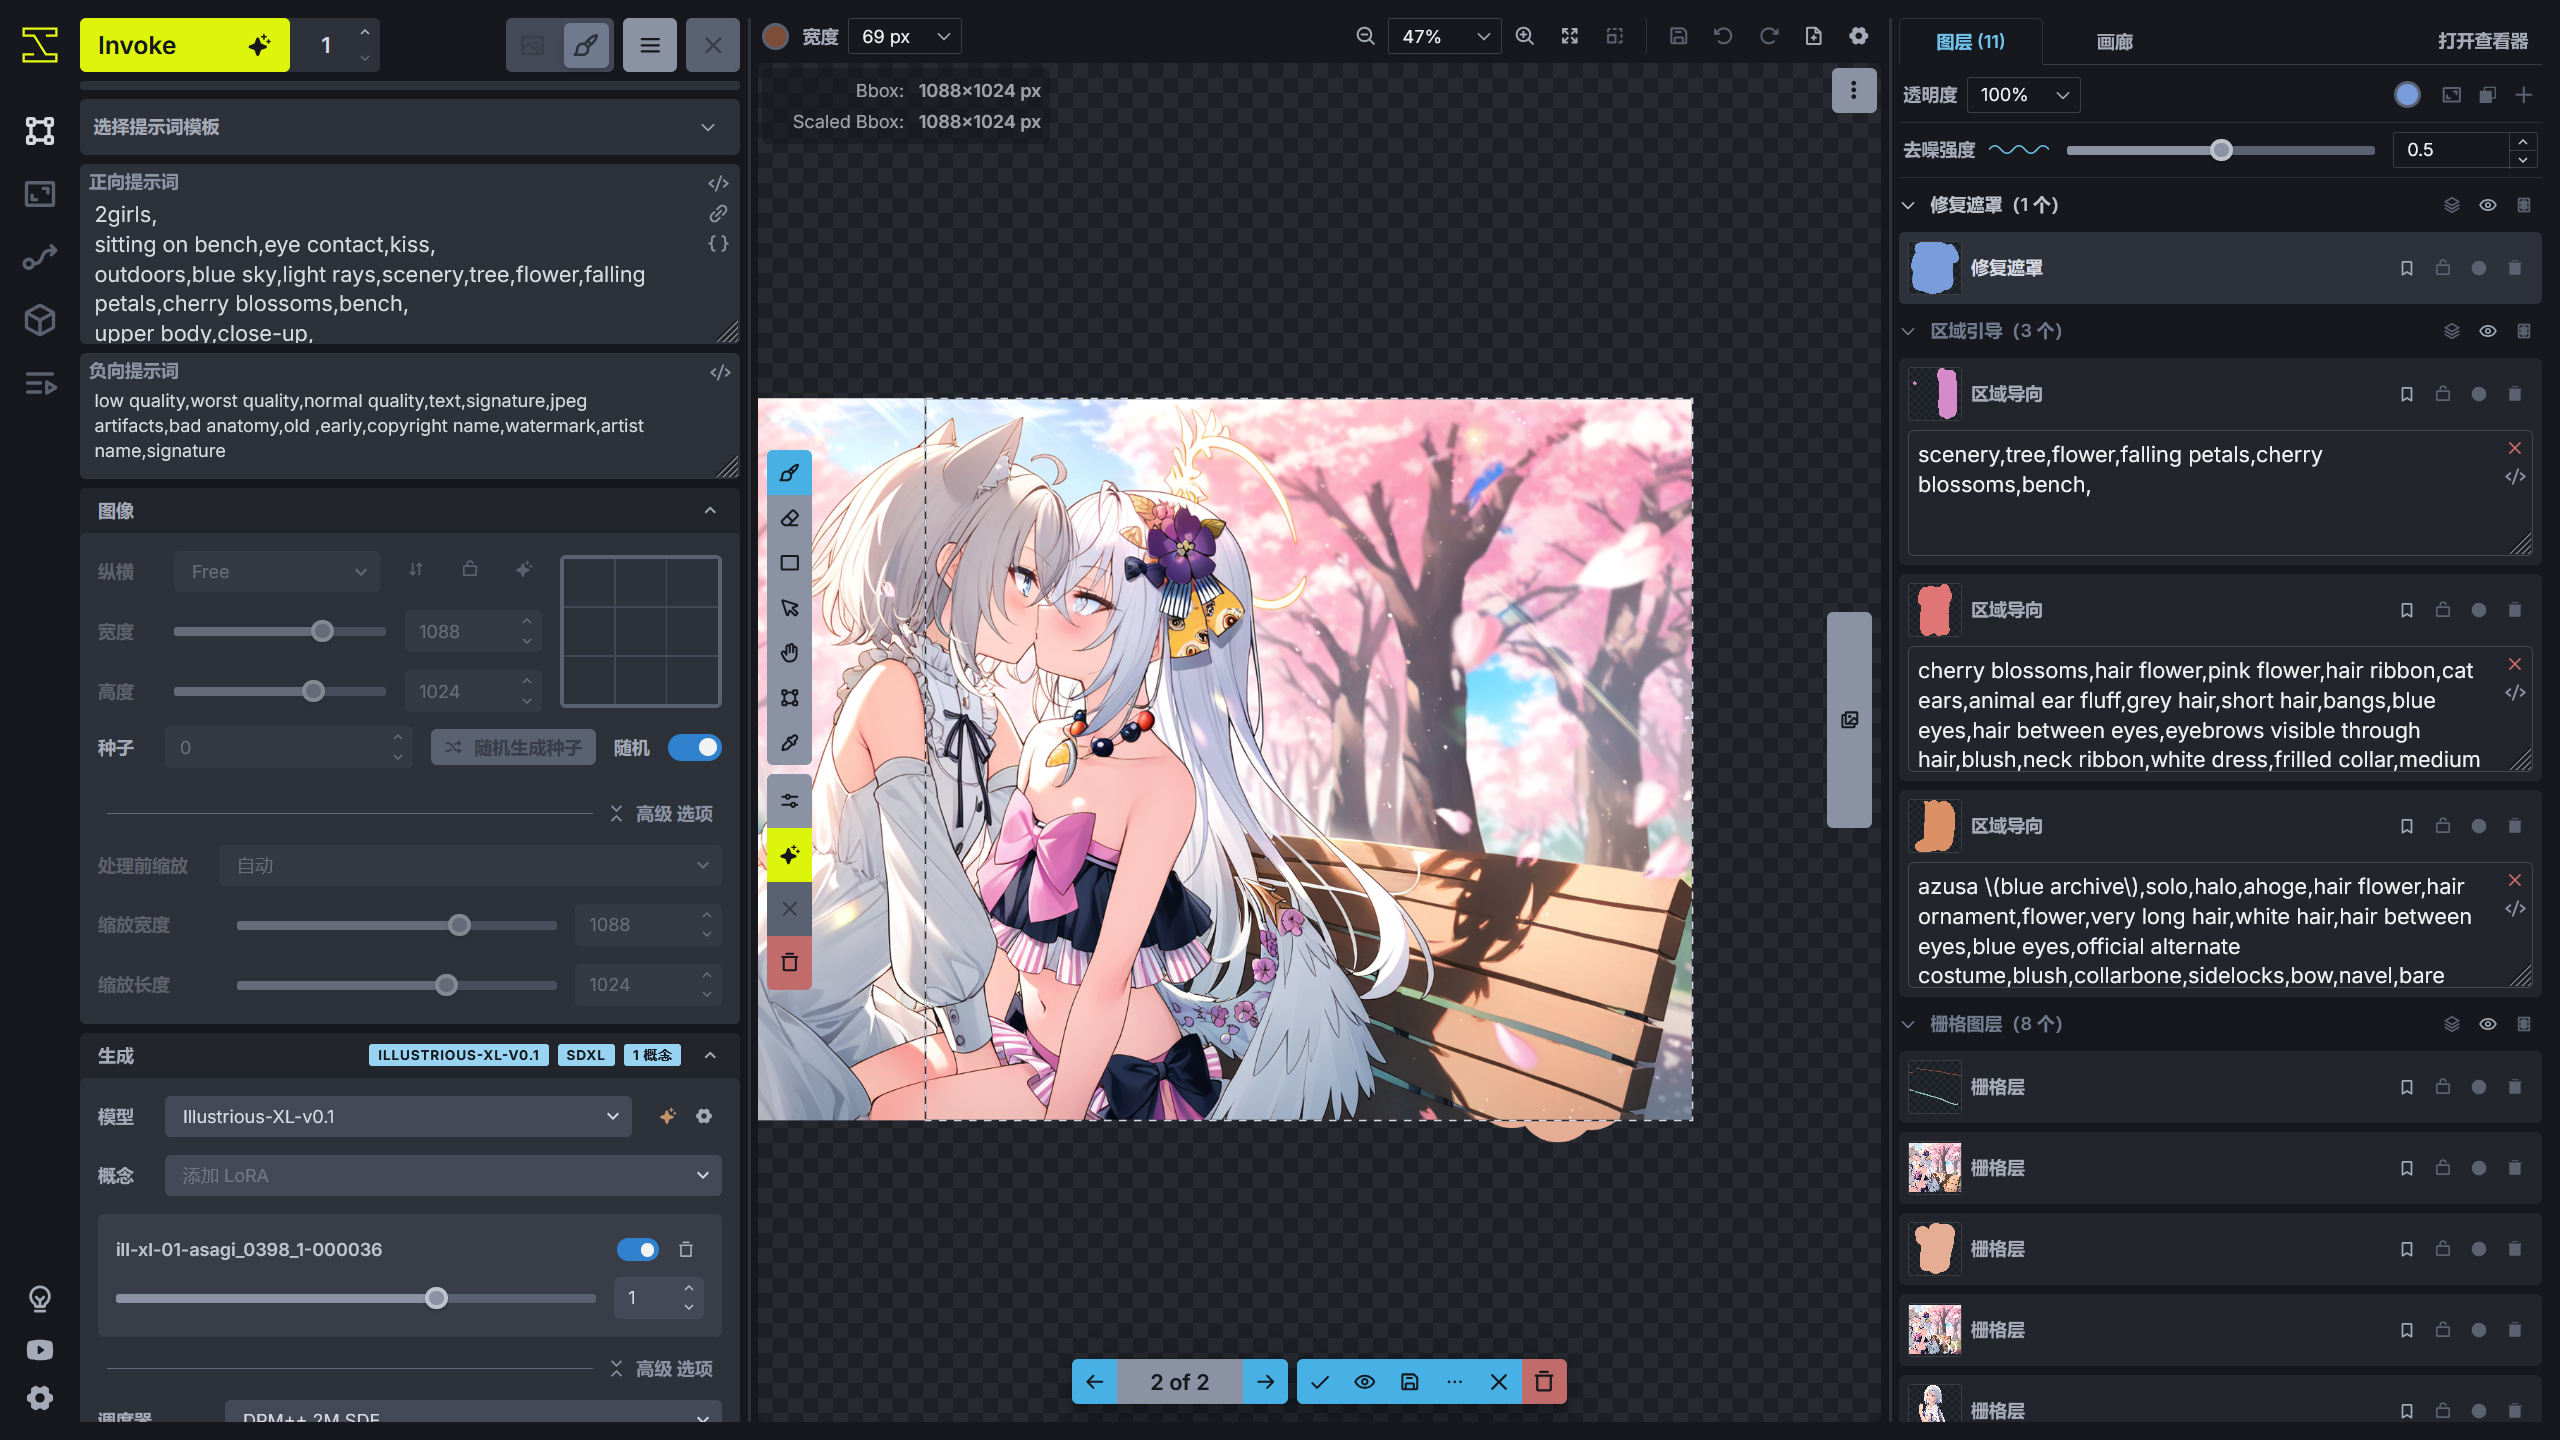 Invoke
1
选择提示词模板
正向提示词
2girls,
sitting on bench,eye contact,kiss,
outdoors,blue sky,light rays,scenery,tree,flower,falling
petals,cherry blossoms,bench,
upper body,close-up,
负向提示词
low quality,worst quality,normal quality,text,signature,jpeg
artifacts,bad anatomy,old ,early,copyright name,watermark,artist
name,signature
图像
纵横
Free
宽度
1088
高度
1024
种子
0
随机生成种子
随机
高级 选项
处理前缩放
自动
缩放宽度
1088
缩放长度
1024
生成
ILLUSTRIOUS-XL-V0.1
SDXL
1 概念
模型
Illustrious-XL-v0.1
概念
添加 LoRA
ill-xl-01-asagi_0398_1-000036
1
高级 选项
调度器
DPM++ 2M SDE
宽度
69 px
47%
Bbox: 1088×1024 px
Scaled Bbox: 1088×1024 px
2 of 2
图层 (11)
画廊
打开查看器
透明度
100%
去噪强度
0.5
修复遮罩 (1 个)
修复遮罩
区域引导 (3 个)
区域导向
scenery,tree,flower,falling petals,cherry
blossoms,bench,
区域导向
cherry blossoms,hair flower,pink flower,hair ribbon,cat
ears,animal ear fluff,grey hair,short hair,bangs,blue
eyes,hair between eyes,eyebrows visible through
hair,blush,neck ribbon,white dress,frilled collar,medium
区域导向
azusa \(blue archive\),solo,halo,ahoge,hair flower,hair
ornament,flower,very long hair,white hair,hair between
eyes,blue eyes,official alternate
costume,blush,collarbone,sidelocks,bow,navel,bare
栅格图层 (8 个)
栅格层
栅格层
栅格层
栅格层
栅格层